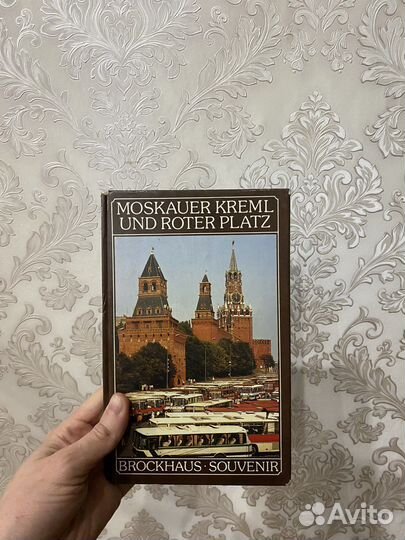 MOSKAUER KREML
UND ROTER PLATZ
BROCKHAUS · SOUVENIR
Avito